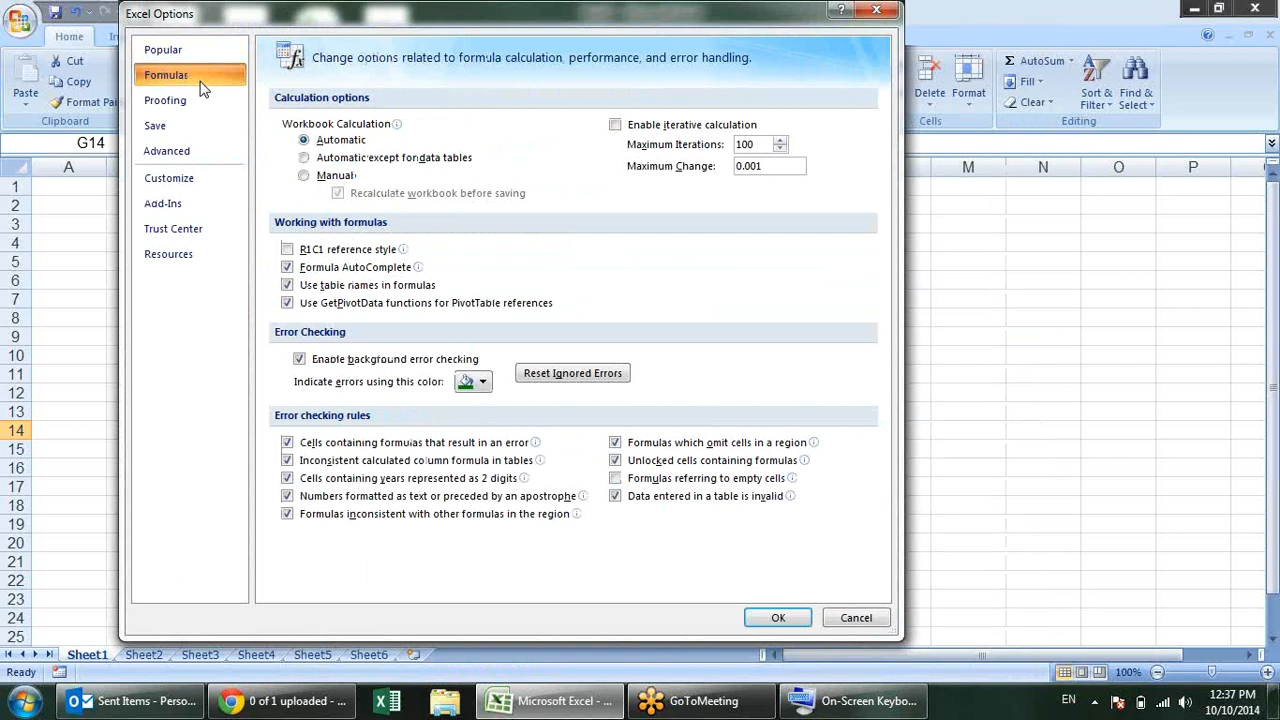 Excel Options
Home
Cut
Copy
Format Pa
Paste
Clipboard
Delete
Format
Cells
AutoSum
Fill
Clear
Sort &
Filter
Find &
Select
Editing
G14
Popular
Formulas
Proofing
Save
Advanced
Customize
Add-Ins
Trust Center
Resources
Change options related to formula calculation, performance, and error handling.
Calculation options
Workbook Calculation
Automatic
Automatic except for data tables
Manual
Recalculate workbook before saving
Enable iterative calculation
Maximum Iterations: 100
Maximum Change: 0.001
Working with formulas
R1C1 reference style
Formula AutoComplete
Use table names in formulas
Use GetPivotData functions for PivotTable references
Error Checking
Enable background error checking
Indicate errors using this color:
Reset Ignored Errors
Error checking rules
Cells containing formulas that result in an error
Inconsistent calculated column formula in tables
Cells containing years represented as 2 digits
Numbers formatted as text or preceded by an apostrophe
Formulas inconsistent with other formulas in the region
Formulas which omit cells in a region
Unlocked cells containing formulas
Formulas referring to empty cells
Data entered in a table is invalid
OK
Cancel
A
M
N
O
P
1
2
3
4
5
6
7
8
9
10
11
12
13
14
15
16
17
18
19
20
21
22
23
24
25
Sheet1 Sheet2 Sheet3 Sheet4 Sheet5 Sheet6
Ready
100%
Sent Items - Perso...
0 of 1 uploaded - ...
Microsoft Excel - ...
GoToMeeting
On-Screen Keybo...
EN
12:37 PM
10/10/2014